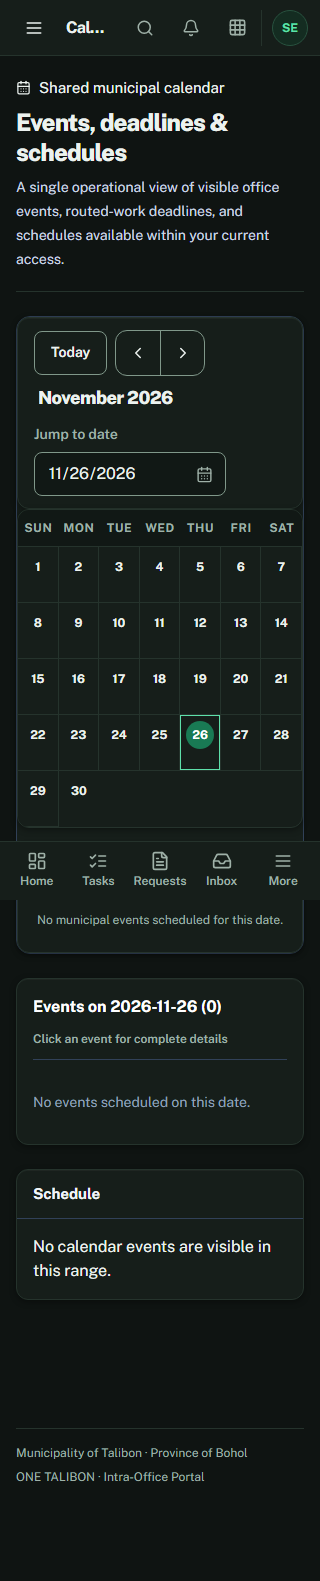 Cal...
SE
Shared municipal calendar
Events, deadlines &
schedules
A single operational view of visible office
events, routed-work deadlines, and
schedules available within your current
access.
Today
November 2026
Jump to date
11/26/2026
SUN MON TUE WED THU FRI SAT
1 2 3 4 5 6 7
8 9 10 11 12 13 14
15 16 17 18 19 20 21
22 23 24 25 26 27 28
29 30
Home Tasks Requests Inbox More
No municipal events scheduled for this date.
Events on 2026-11-26 (0)
Click an event for complete details
No events scheduled on this date.
Schedule
No calendar events are visible in
this range.
Municipality of Talibon · Province of Bohol
ONE TALIBON · Intra-Office Portal